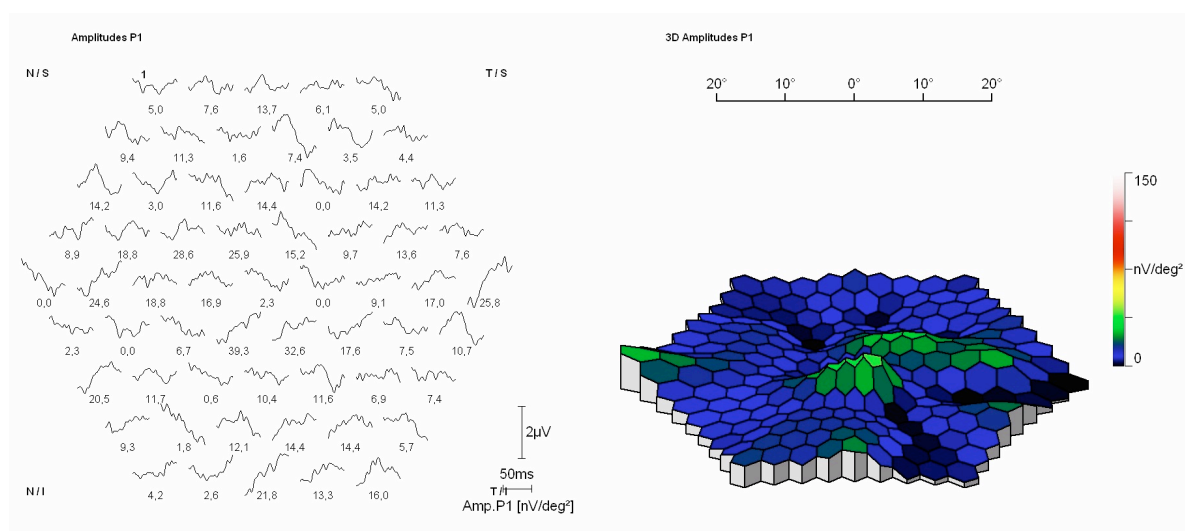 Amplitudes P1
3D Amplitudes P1
N / S
1
T / S
5,0 7,6 13,7 6,1 5,0
9,4 11,3 1,6 7,4 3,5 4,4
14,2 3,0 11,6 14,4 0,0 14,2 11,3
8,9 18,8 28,6 25,9 15,2 9,7 13,6 7,6
0,0 24,6 18,8 16,9 2,3 0,0 9,1 17,0 25,8
2,3 0,0 6,7 39,3 32,6 17,6 7,5 10,7
20,5 11,7 0,6 10,4 11,6 6,9 7,4
9,3 1,8 12,1 14,4 14,4 5,7
4,2 2,6 21,8 13,3 16,0
2µV
50ms
N / I
T / I
Amp.P1 [nV/deg²]
20° 10° 0° 10° 20°
150
nV/deg²
0